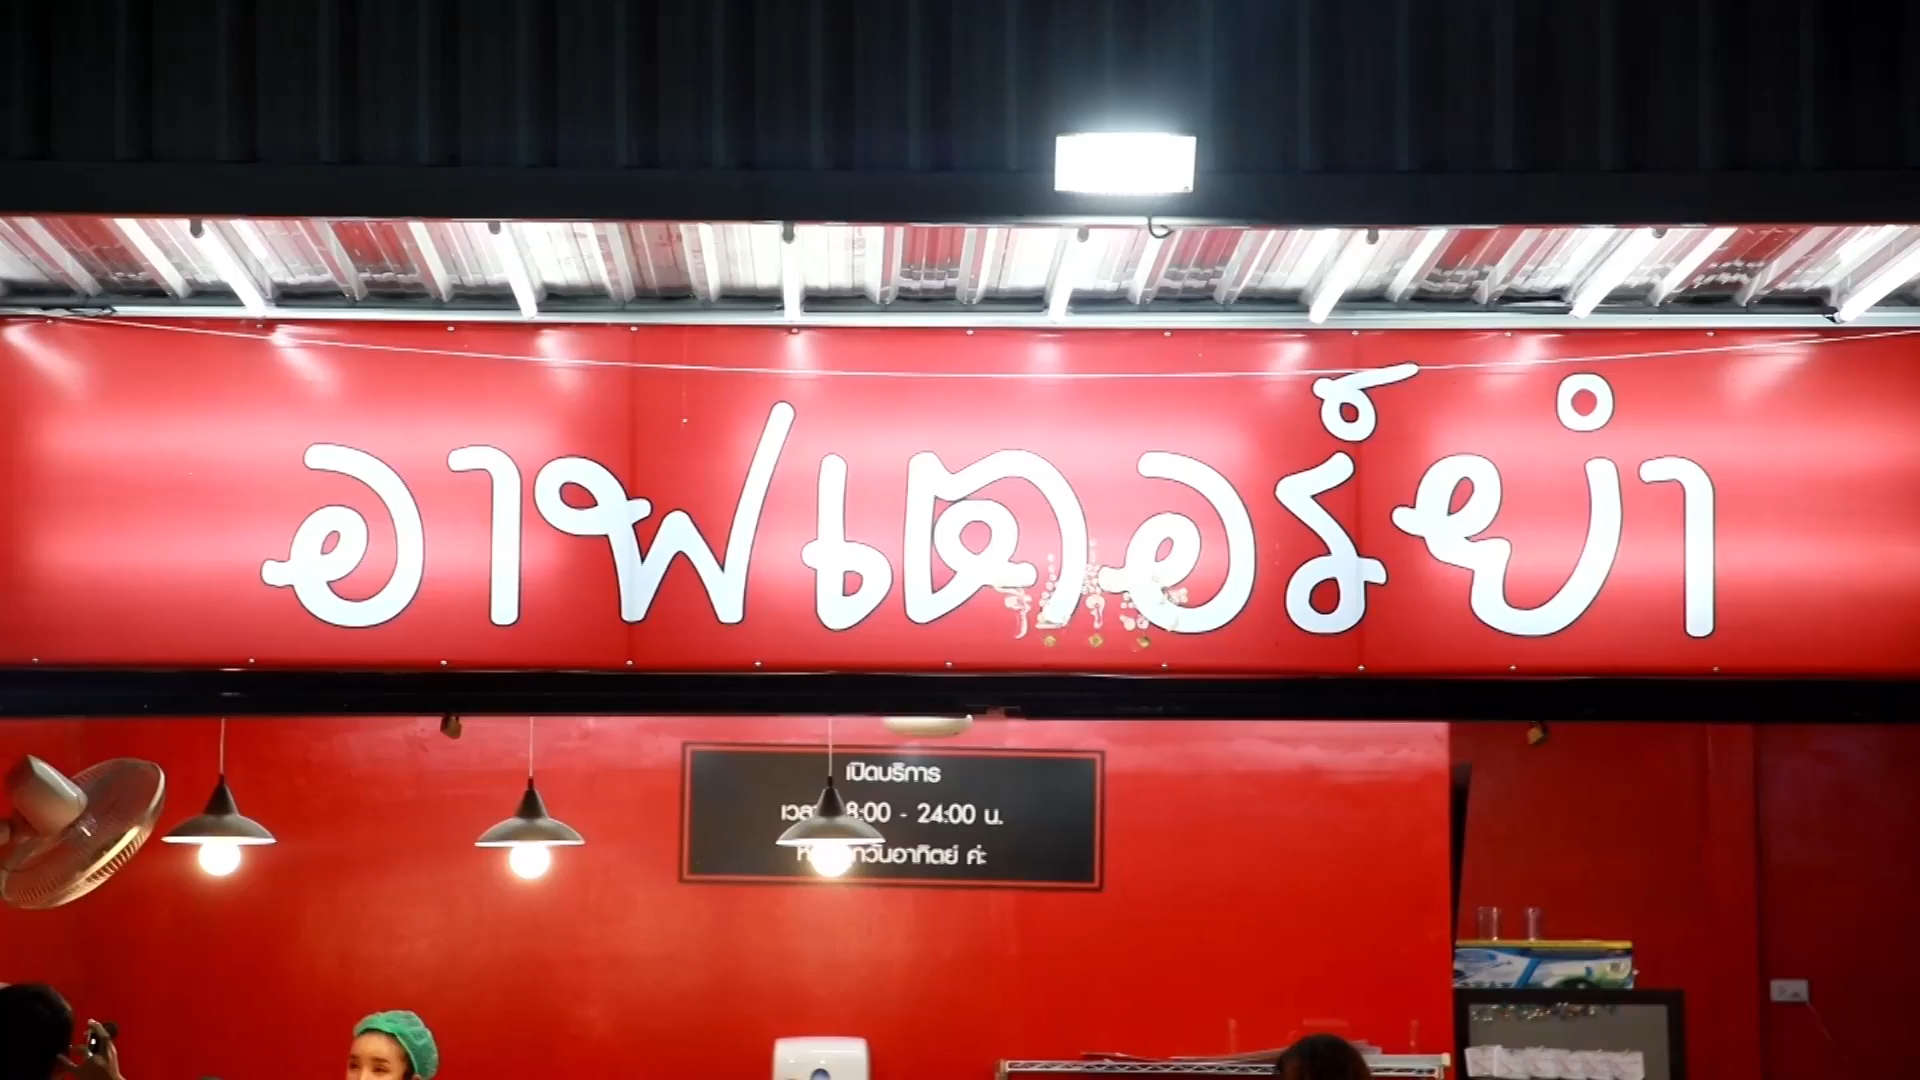 อาฟเตอร์ยำ
เปิดบริการ
8:00 - 24:00 น.
วันอาทิตย์ ค่ะ